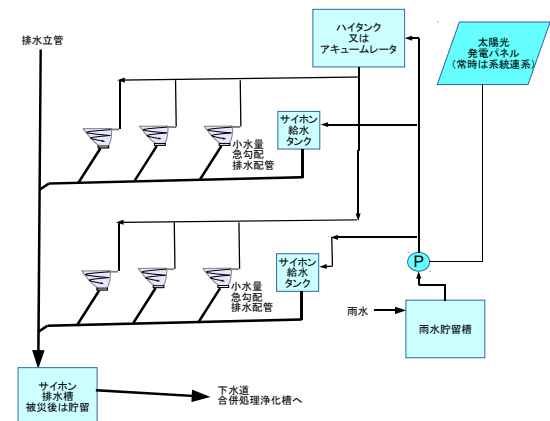 排水立管
ハイタンク
又は
アキュームレータ
太陽光
発電パネル
(常時は系統連系)
サイホン
給水
タンク
小水量
急勾配
排水配管
サイホン
給水
タンク
小水量
急勾配
排水配管
P
雨水
雨水貯留槽
サイホン
排水槽
被災後は貯留
下水道
合併処理浄化槽へ